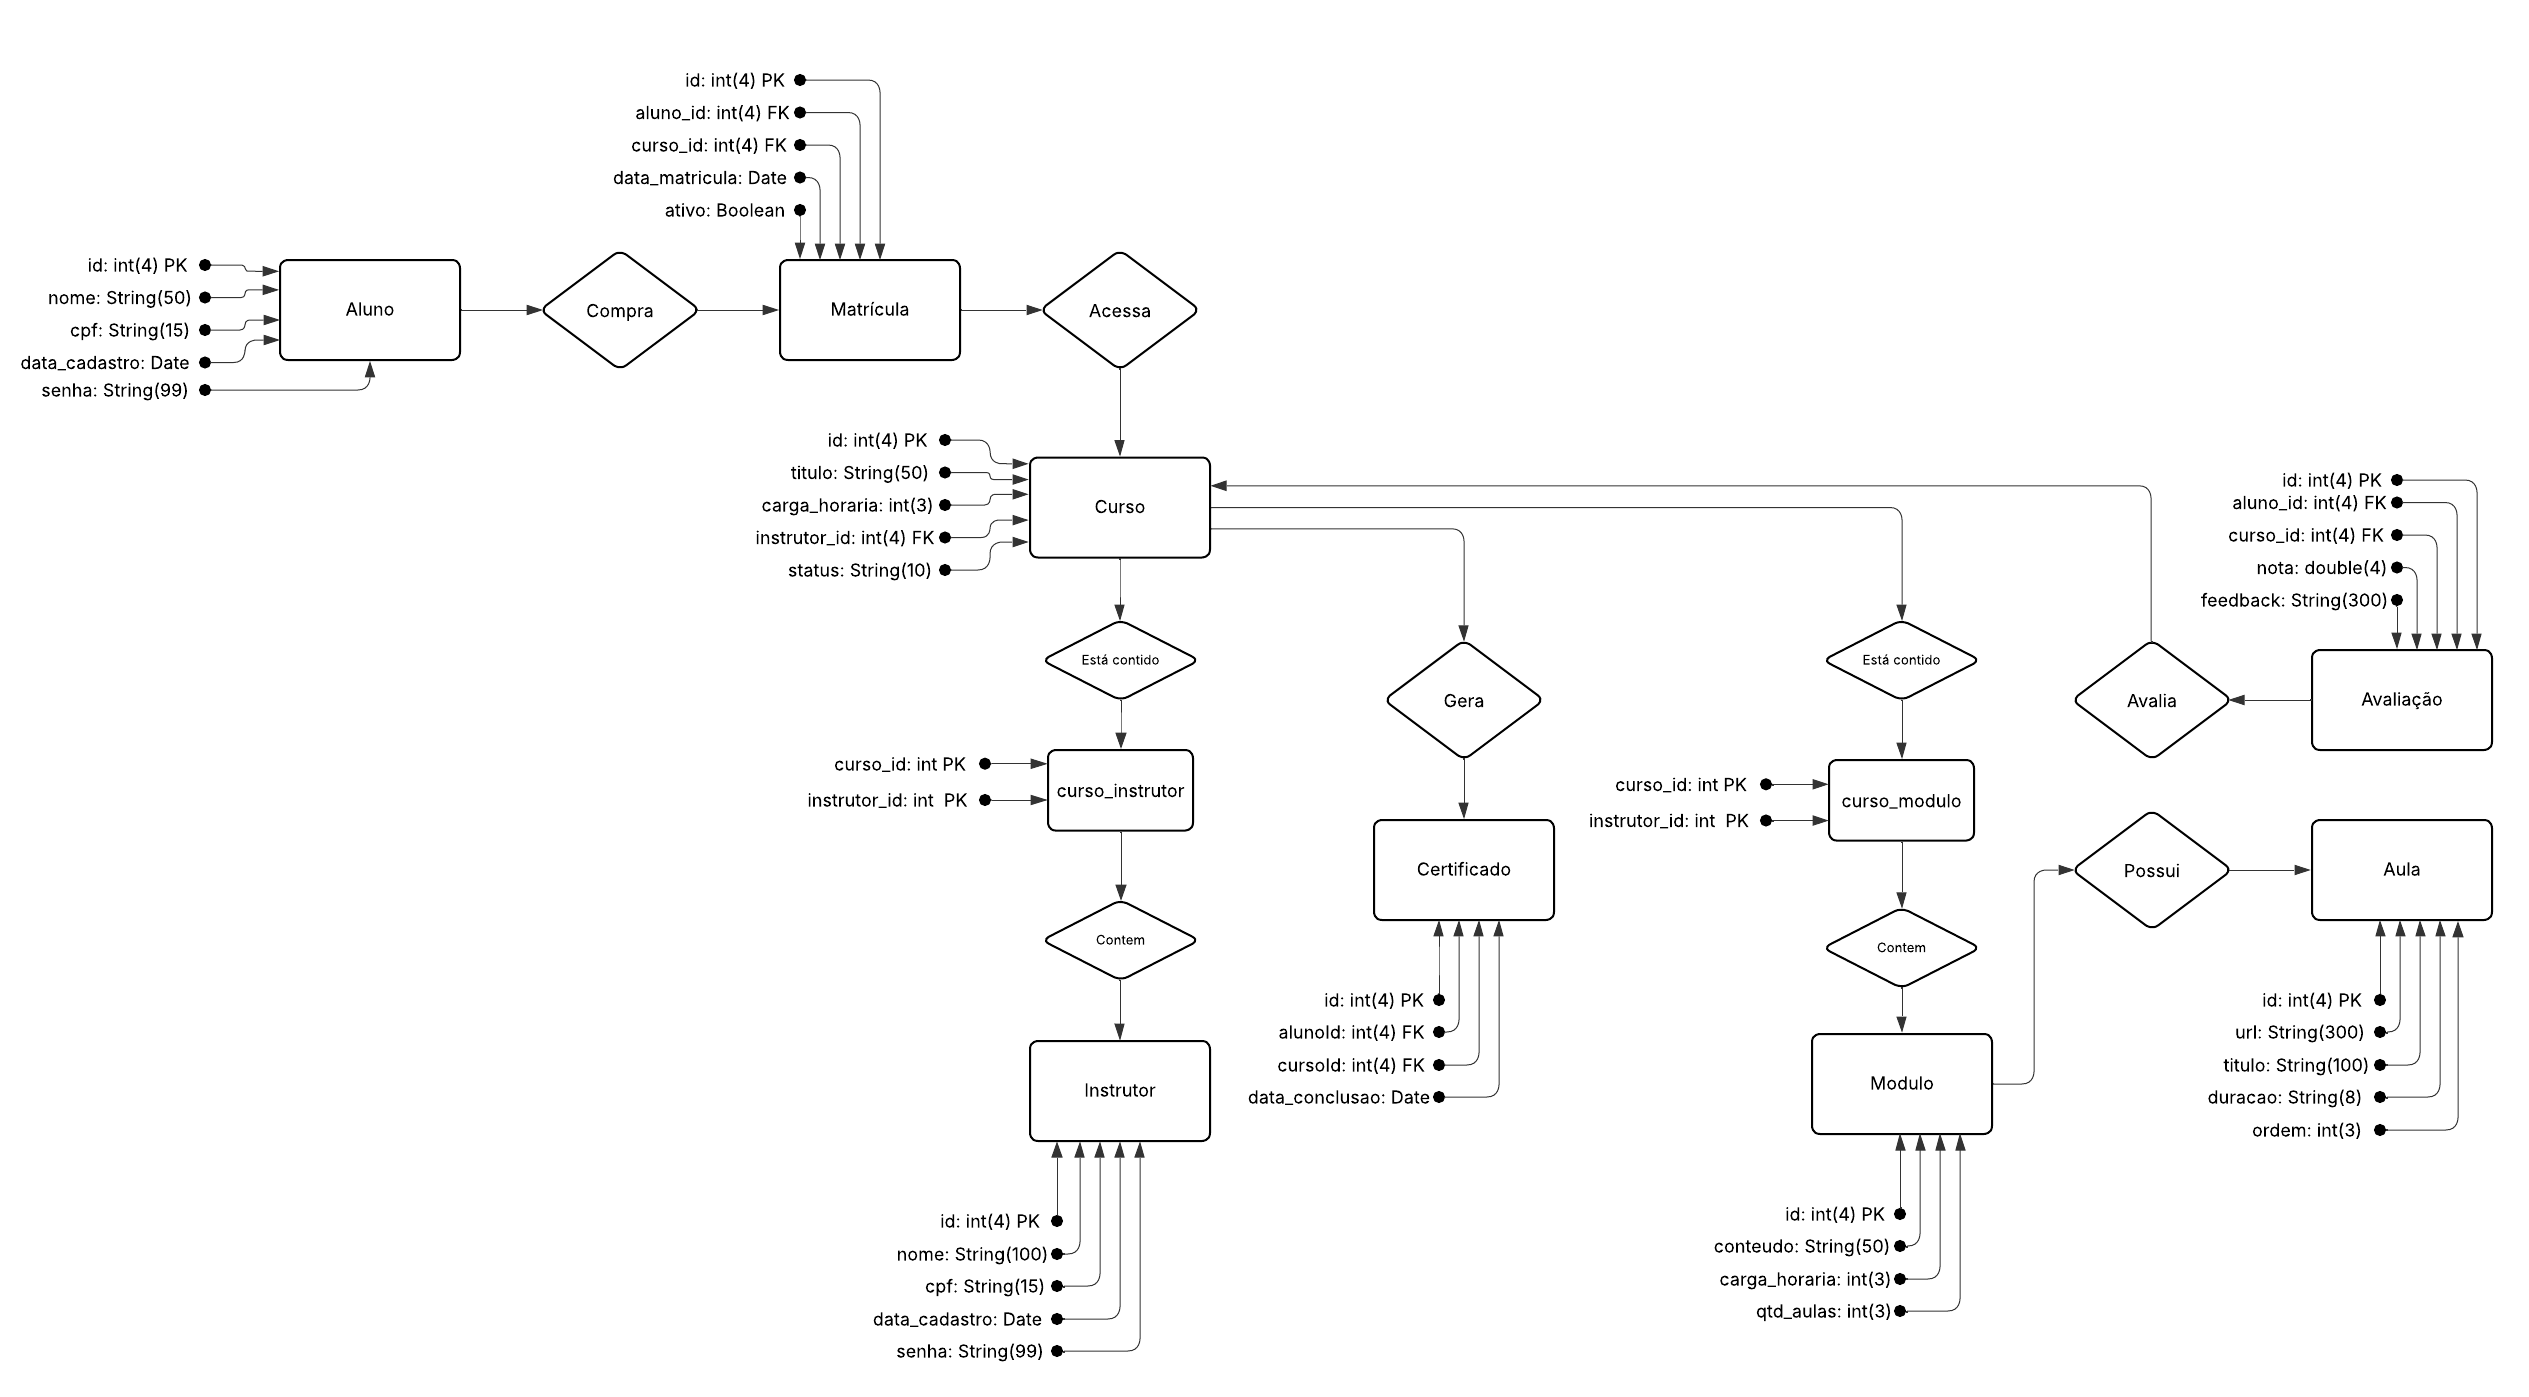 id: int(4) PK
aluno_id: int(4) FK
curso_id: int(4) FK
data_matricula: Date
ativo: Boolean
id: int(4) PK
nome: String(50)
cpf: String(15)
data_cadastro: Date
senha: String(99)
Aluno
Compra
Matrícula
Acessa
id: int(4) PK
titulo: String(50)
carga_horaria: int(3)
instrutor_id: int(4) FK
status: String(10)
Curso
id: int(4) PK
aluno_id: int(4) FK
curso_id: int(4) FK
nota: double(4)
feedback: String(300)
Está contido
Gera
Está contido
Avalia
Avaliação
curso_id: int PK
instrutor_id: int  PK
curso_instrutor
curso_id: int PK
instrutor_id: int  PK
curso_modulo
Certificado
Possui
Aula
Contem
Contem
id: int(4) PK
alunoId: int(4) FK
cursoId: int(4) FK
data_conclusao: Date
id: int(4) PK
url: String(300)
titulo: String(100)
duracao: String(8)
ordem: int(3)
Instrutor
Modulo
id: int(4) PK
nome: String(100)
cpf: String(15)
data_cadastro: Date
senha: String(99)
id: int(4) PK
conteudo: String(50)
carga_horaria: int(3)
qtd_aulas: int(3)